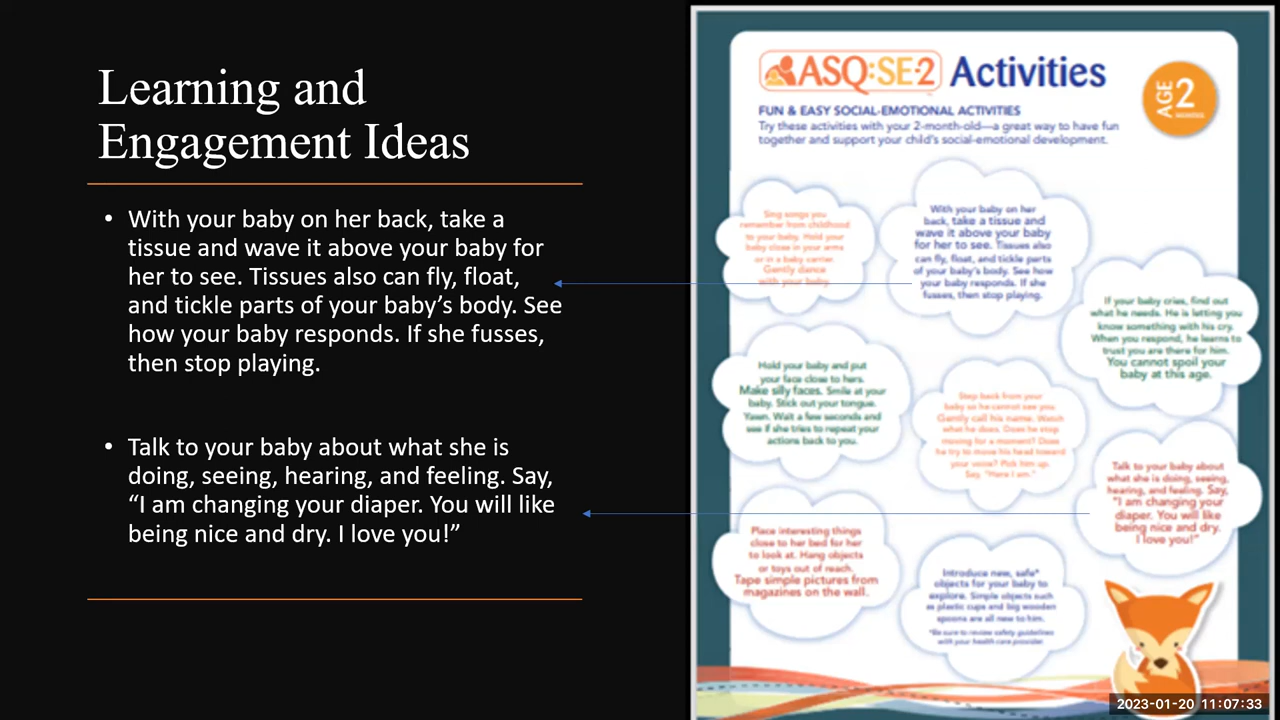 Learning and
Engagement Ideas
• With your baby on her back, take a
tissue and wave it above your baby for
her to see. Tissues also can fly, float,
and tickle parts of your baby’s body. See
how your baby responds. If she fusses,
then stop playing.
• Talk to your baby about what she is
doing, seeing, hearing, and feeling. Say,
“I am changing your diaper. You will like
being nice and dry. I love you!”
ASQ:SE-2 Activities
AGE 2 MONTHS
FUN & EASY SOCIAL-EMOTIONAL ACTIVITIES
Try these activities with your 2-month-old—a great way to have fun
together and support your child's social-emotional development.
Sing songs you
remember from childhood
to your baby. Hold your
baby close in your arms
or in a baby carrier.
Gently dance
with your baby.
With your baby on her
back, take a tissue and
wave it above your baby
for her to see. Tissues also
can fly, float, and tickle parts
of your baby's body. See how
your baby responds. If she
fusses, then stop playing.
If your baby cries, find out
what he needs. He is letting you
know something with his cry.
When you respond, he learns to
trust you are there for him.
You cannot spoil your
baby at this age.
Hold your baby and put
your face close to hers.
Make silly faces. Smile at your
baby. Stick out your tongue.
Yawn. Wait a few seconds and
see if she tries to repeat your
actions back to you.
Step back from your
baby so he cannot see you.
Gently call his name. Watch
what he does. Does he stop
moving for a moment? Does
he try to move his head toward
your voice? Pick him up.
Say, "Here I am."
Talk to your baby about
what she is doing, seeing,
hearing, and feeling. Say,
"I am changing your
diaper. You will like
being nice and dry.
I love you!"
Place interesting things
close to her bed for her
to look at. Hang objects
or toys out of reach.
Tape simple pictures from
magazines on the wall.
Introduce new, safe*
objects for your baby to
explore. Simple objects such
as plastic cups and big wooden
spoons are all new to him.
*Be sure to review safety guidelines
with your health care provider.
2023-01-20 11:07:33